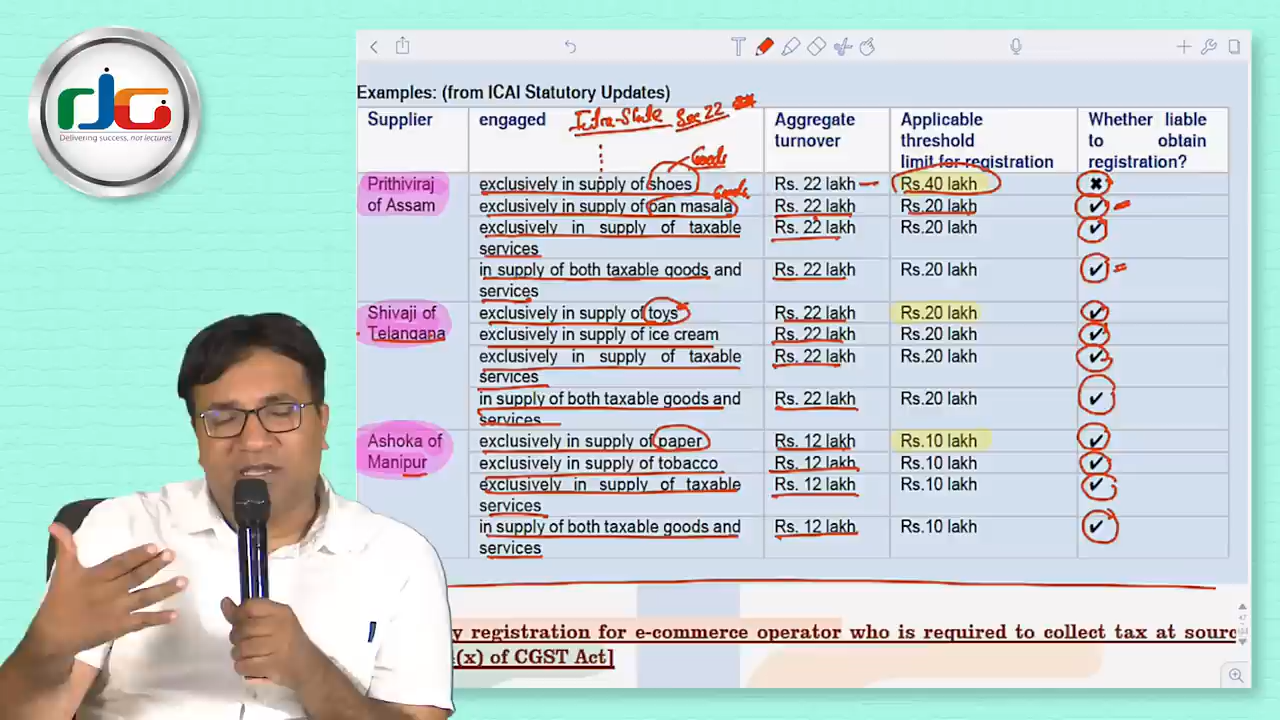 Delivering success, not lectures
Examples: (from ICAI Statutory Updates)
Intra-State Sec 22
Supplier engaged Aggregate turnover Applicable threshold limit for registration Whether liable to obtain registration?
Goods
Prithiviraj of Assam exclusively in supply of shoes Rs. 22 lakh Rs.40 lakh ✖
Goods
exclusively in supply of pan masala Rs. 22 lakh Rs.20 lakh ✔
exclusively in supply of taxable services Rs. 22 lakh Rs.20 lakh ✔
in supply of both taxable goods and services Rs. 22 lakh Rs.20 lakh ✔
Shivaji of Telangana exclusively in supply of toys Rs. 22 lakh Rs.20 lakh ✔
exclusively in supply of ice cream Rs. 22 lakh Rs.20 lakh ✔
exclusively in supply of taxable services Rs. 22 lakh Rs.20 lakh ✔
in supply of both taxable goods and services Rs. 22 lakh Rs.20 lakh ✔
Ashoka of Manipur exclusively in supply of paper Rs. 12 lakh Rs.10 lakh ✔
exclusively in supply of tobacco Rs. 12 lakh Rs.10 lakh ✔
exclusively in supply of taxable services Rs. 12 lakh Rs.10 lakh ✔
in supply of both taxable goods and services Rs. 12 lakh Rs.10 lakh ✔
y registration for e-commerce operator who is required to collect tax at sourc
(x) of CGST Act]